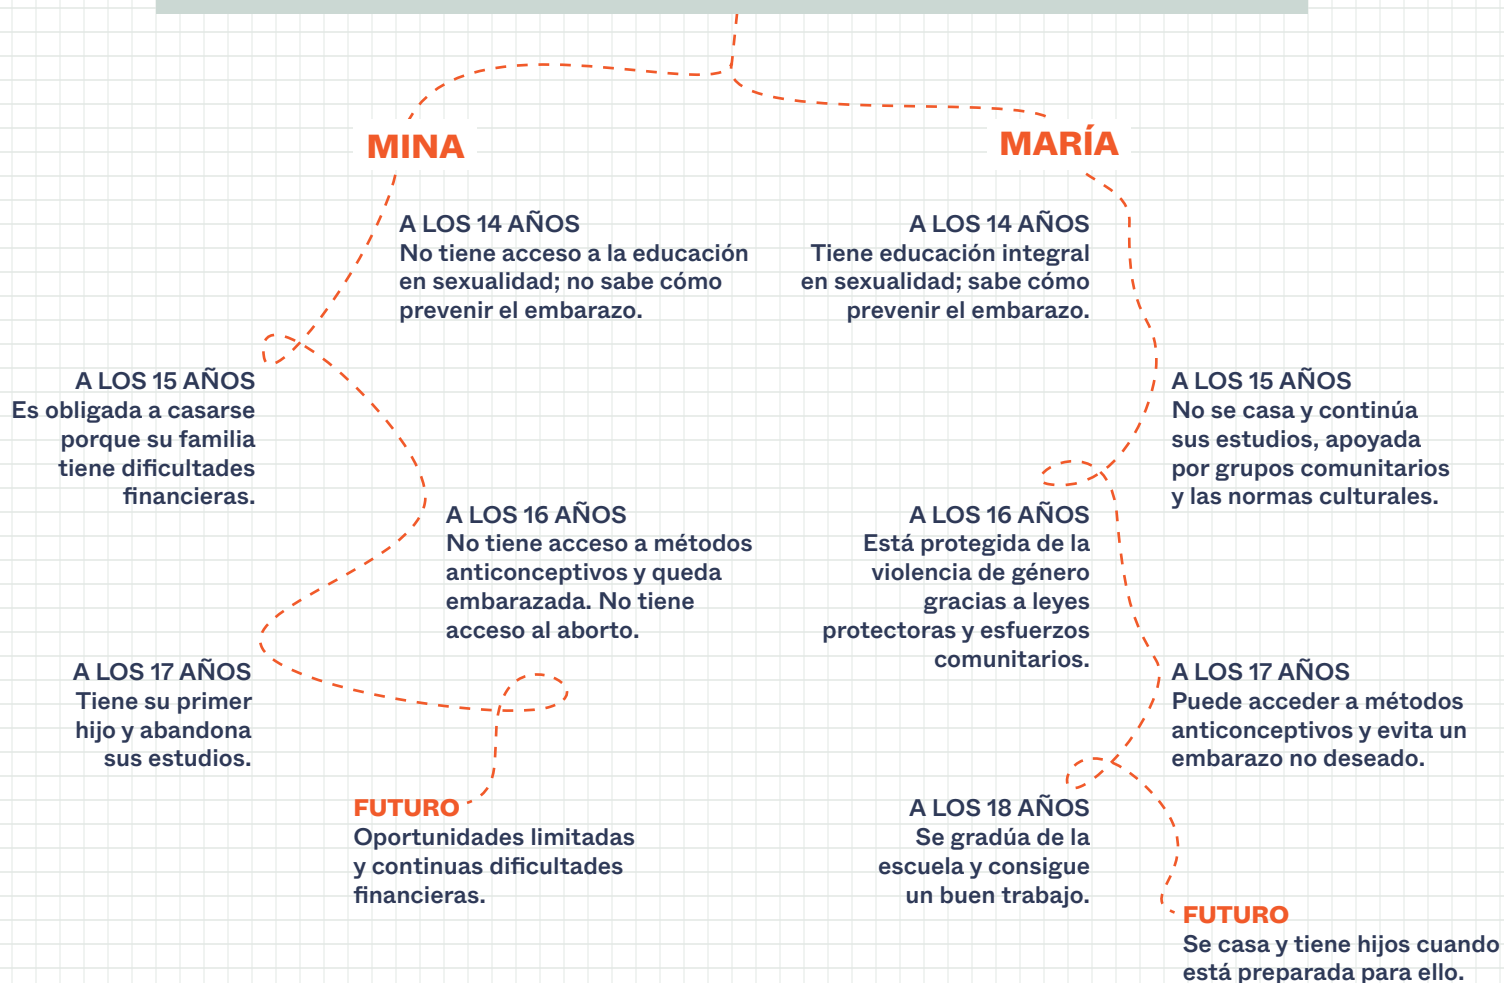 MINA
A LOS 14 AÑOS
No tiene acceso a la educación
en sexualidad; no sabe cómo
prevenir el embarazo.
A LOS 15 AÑOS
Es obligada a casarse
porque su familia
tiene dificultades
financieras.
A LOS 16 AÑOS
No tiene acceso a métodos
anticonceptivos y queda
embarazada. No tiene
acceso al aborto.
A LOS 17 AÑOS
Tiene su primer
hijo y abandona
sus estudios.
FUTURO
Oportunidades limitadas
y continuas dificultades
financieras.
MARÍA
A LOS 14 AÑOS
Tiene educación integral
en sexualidad; sabe cómo
prevenir el embarazo.
A LOS 15 AÑOS
No se casa y continúa
sus estudios, apoyada
por grupos comunitarios
y las normas culturales.
A LOS 16 AÑOS
Está protegida de la
violencia de género
gracias a leyes
protectoras y esfuerzos
comunitarios.
A LOS 17 AÑOS
Puede acceder a métodos
anticonceptivos y evita un
embarazo no deseado.
A LOS 18 AÑOS
Se gradúa de la
escuela y consigue
un buen trabajo.
FUTURO
Se casa y tiene hijos cuando
está preparada para ello.